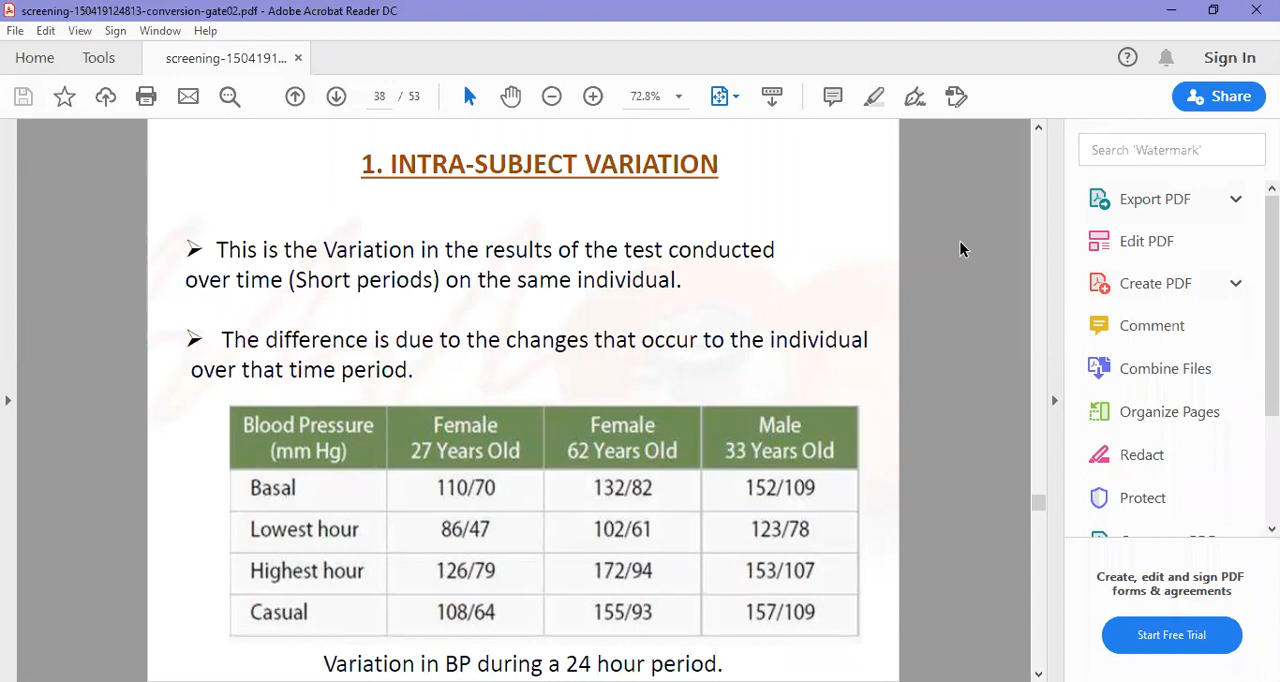 screening-150419124813-conversion-gate02.pdf - Adobe Acrobat Reader DC
File Edit View Sign Window Help
Home Tools screening-1504191... ×
Sign In
38 / 53
72.8%
Share
1. INTRA-SUBJECT VARIATION
➢ This is the Variation in the results of the test conducted
over time (Short periods) on the same individual.
➢ The difference is due to the changes that occur to the individual
over that time period.
Blood Pressure (mm Hg) Female 27 Years Old Female 62 Years Old Male 33 Years Old
Basal 110/70 132/82 152/109
Lowest hour 86/47 102/61 123/78
Highest hour 126/79 172/94 153/107
Casual 108/64 155/93 157/109
Variation in BP during a 24 hour period.
Search 'Watermark'
Export PDF
Edit PDF
Create PDF
Comment
Combine Files
Organize Pages
Redact
Protect
Create, edit and sign PDF
forms & agreements
Start Free Trial